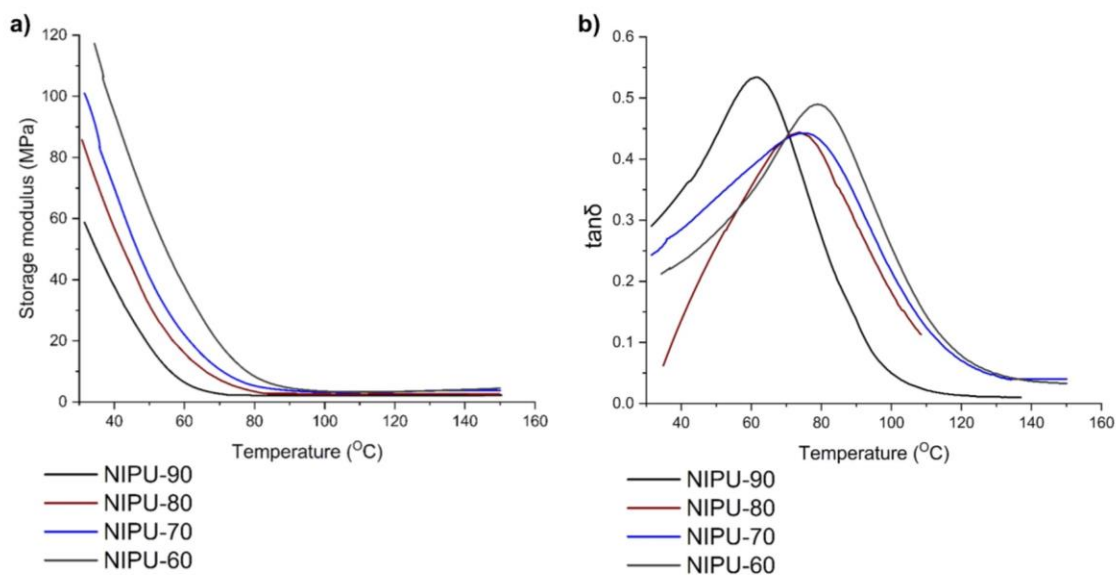 a)
120
100
80
60
40
20
0
Storage modulus (MPa)
40 60 80 100 120 140 160
Temperature (ᴼC)
NIPU-90
NIPU-80
NIPU-70
NIPU-60
b)
0.6
0.5
0.4
0.3
0.2
0.1
0.0
tanδ
40 60 80 100 120 140 160
Temperature (ᴼC)
NIPU-90
NIPU-80
NIPU-70
NIPU-60